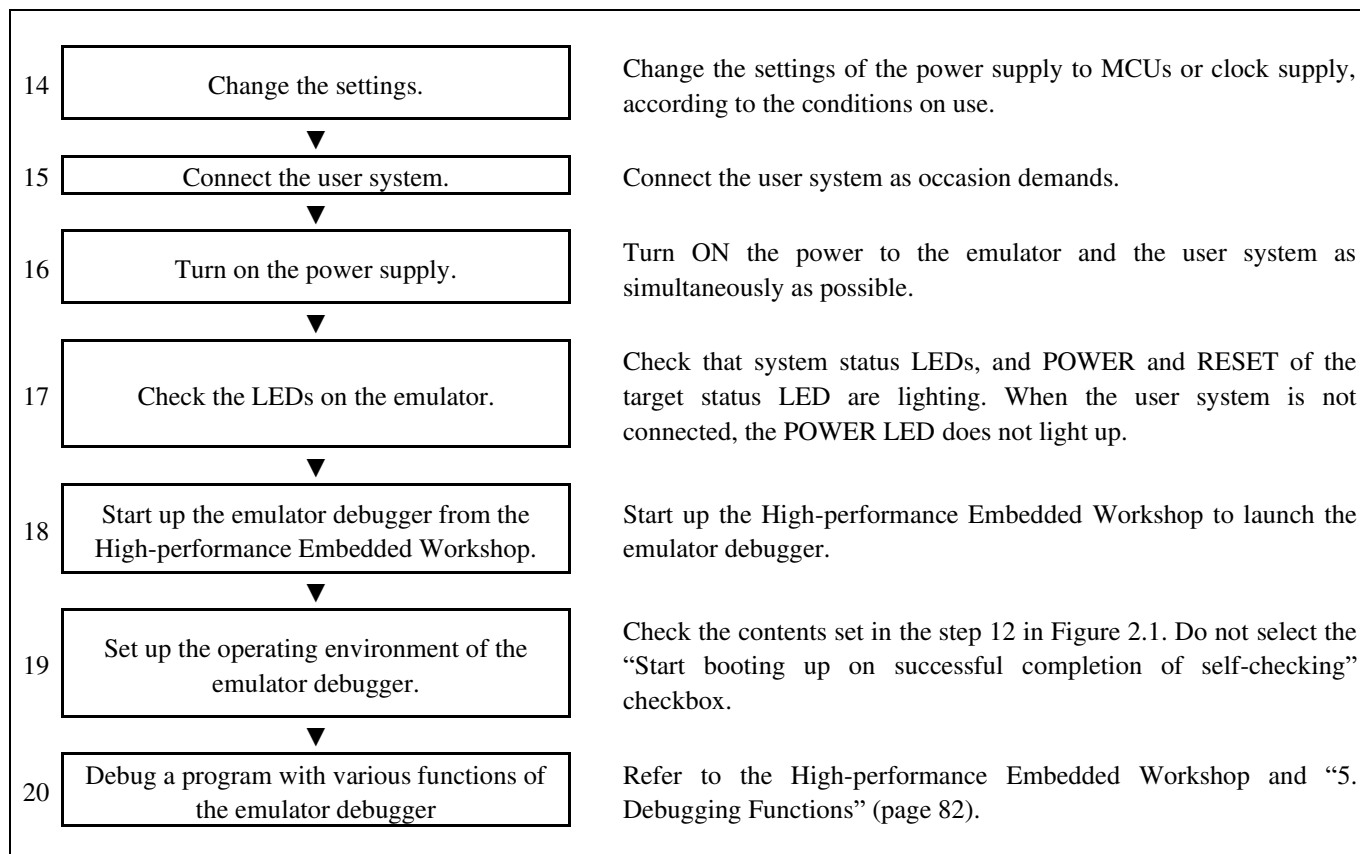 14
Change the settings.
Change the settings of the power supply to MCUs or clock supply,
according to the conditions on use.
▼
15
Connect the user system.
Connect the user system as occasion demands.
▼
16
Turn on the power supply.
Turn ON the power to the emulator and the user system as
simultaneously as possible.
▼
17
Check the LEDs on the emulator.
Check that system status LEDs, and POWER and RESET of the
target status LED are lighting. When the user system is not
connected, the POWER LED does not light up.
▼
18
Start up the emulator debugger from the
High-performance Embedded Workshop.
Start up the High-performance Embedded Workshop to launch the
emulator debugger.
▼
19
Set up the operating environment of the
emulator debugger.
Check the contents set in the step 12 in Figure 2.1. Do not select the
“Start booting up on successful completion of self-checking”
checkbox.
▼
20
Debug a program with various functions of
the emulator debugger
Refer to the High-performance Embedded Workshop and “5.
Debugging Functions” (page 82).